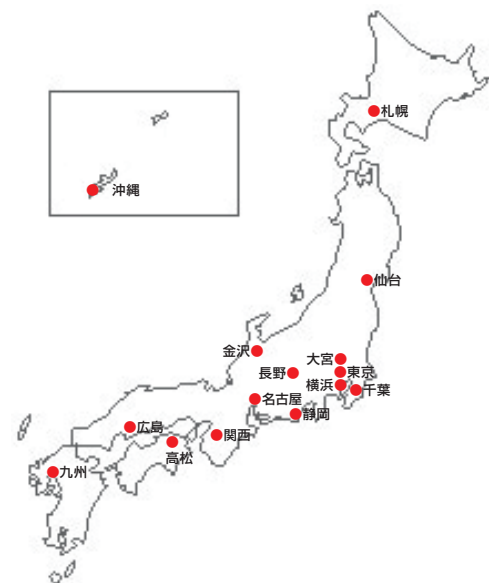 札幌
沖縄
仙台
金沢
大宮
長野
東京
横浜
千葉
名古屋
静岡
広島
関西
高松
九州